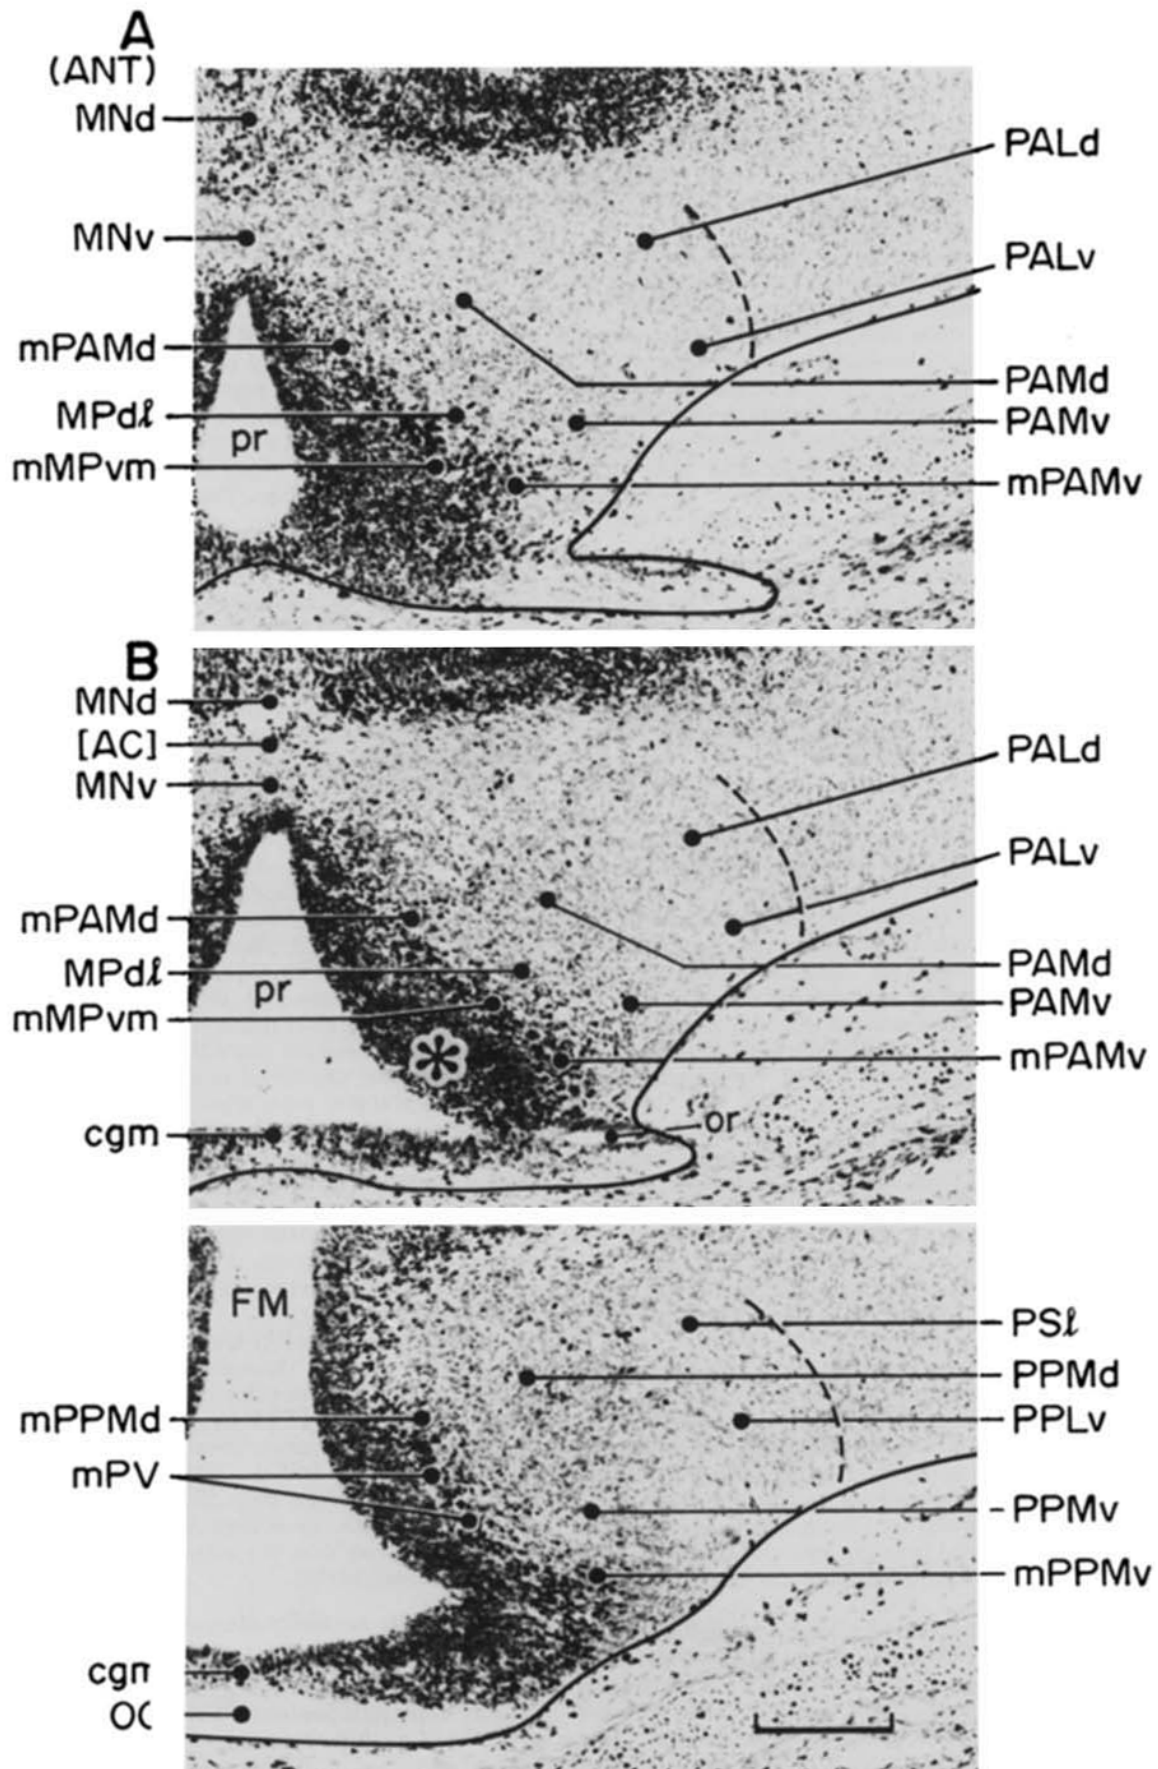 A
(ANT)
MNd
MNv
mPAMd
MPdℓ
mMPvm
pr
PALd
PALv
PAMd
PAMv
mPAMv
B
MNd
[AC]
MNv
mPAMd
MPdℓ
mMPvm
cgm
pr
or
PALd
PALv
PAMd
PAMv
mPAMv
FM
mPPMd
mPV
cgm
OC
PSℓ
PPMd
PPLv
PPMv
mPPMv